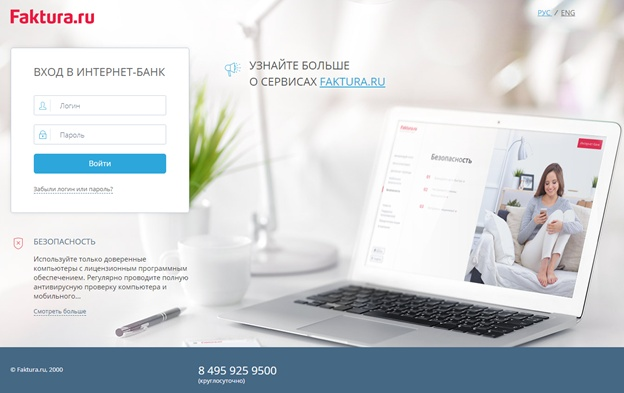 Faktura.ru
РУС / ENG
ВХОД В ИНТЕРНЕТ-БАНК
Логин
Пароль
Войти
Забыли логин или пароль?
УЗНАЙТЕ БОЛЬШЕ
О СЕРВИСАХ FAKTURA.RU
Безопасность
БЕЗОПАСНОСТЬ
Используйте только доверенные
компьютеры с лицензионным программным
обеспечением. Регулярно проводите полную
антивирусную проверку компьютера и
мобильного...
Смотреть больше
© Faktura.ru, 2000
8 495 925 9500
(круглосуточно)